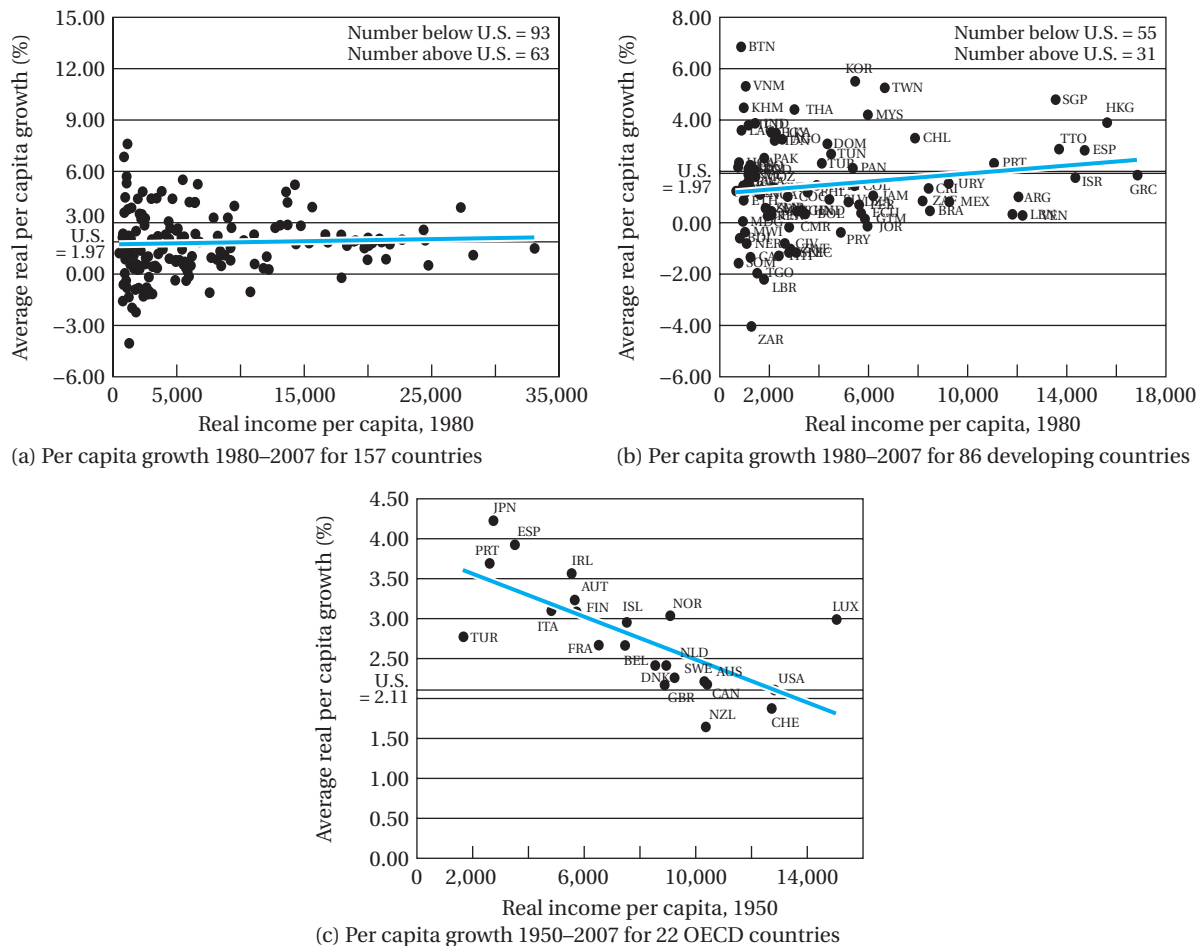 15.00
12.00
9.00
6.00
3.00
U.S.
= 1.97
0.00
–3.00
–6.00
Average real per capita growth (%)
Number below U.S. = 93
Number above U.S. = 63
0
5,000
15,000
25,000
35,000
Real income per capita, 1980
(a) Per capita growth 1980–2007 for 157 countries
8.00
6.00
4.00
U.S.
= 1.97
0.00
–2.00
–4.00
–6.00
Average real per capita growth (%)
Number below U.S. = 55
Number above U.S. = 31
BTN
KOR
VNM
TWN
SGP
HKG
KHM
THA
MYS
CHL
TTO
ESP
DOM
TUN
PAK
TUR
PAN
PRT
ISR
GRC
COL
CRI
URY
JAM
ZAF
MEX
ARG
BRA
ECU
GTM
JOR
BOL
CMR
PRY
MWI
BDI
NER
SOM
TGO
LBR
ZAR
0
2,000
6,000
10,000
14,000
18,000
Real income per capita, 1980
(b) Per capita growth 1980–2007 for 86 developing countries
4.50
4.00
3.50
3.00
2.50
U.S.
= 2.11
1.50
1.00
0.50
0.00
Average real per capita growth (%)
JPN
ESP
PRT
IRL
AUT
FIN
ISL
NOR
LUX
ITA
TUR
FRA
BEL
NLD
DNK
SWE
AUS
USA
GBR
CAN
NZL
CHE
0
2,000
6,000
10,000
14,000
Real income per capita, 1950
(c) Per capita growth 1950–2007 for 22 OECD countries